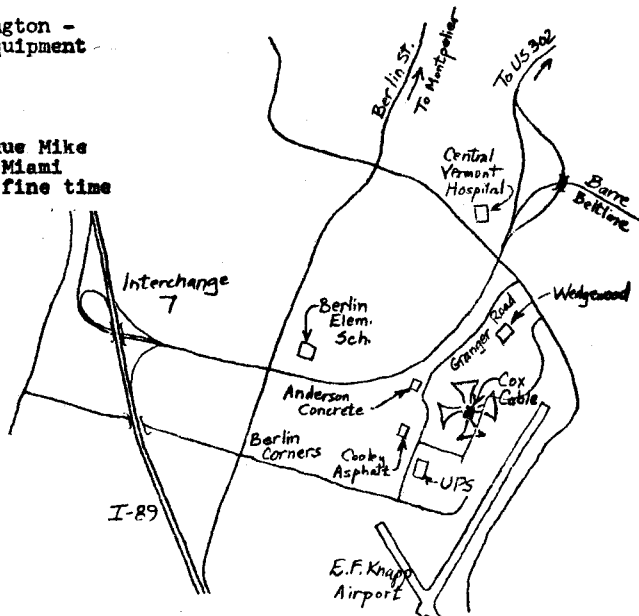 gton -
quipment
ue Mike
Miami
fine time
Berlin St.
To Montpelier
To US 302
Central
Vermont
Hospital
Barre
Beltline
Interchange
7
Wedgewood
Granger Road
Berlin
Elem.
Sch.
Cox
Cable
Anderson
Concrete
Berlin
Corners
Cooley
Asphalt
UPS
I-89
E.F. Knapp
Airport